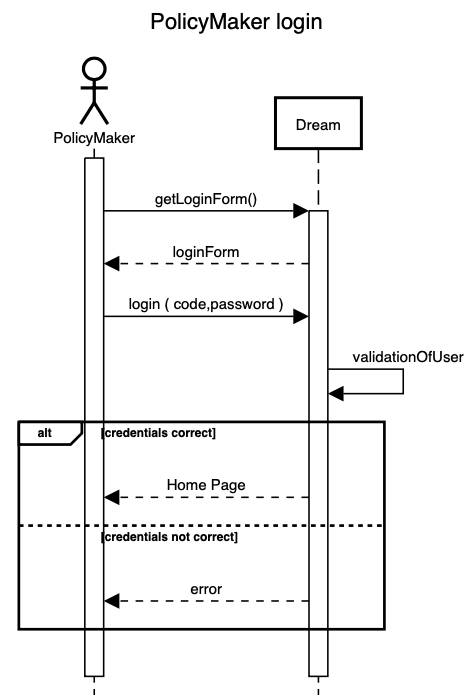 PolicyMaker login
PolicyMaker
Dream
getLoginForm()
loginForm
login ( code,password )
validationOfUser
alt
[credentials correct]
Home Page
[credentials not correct]
error